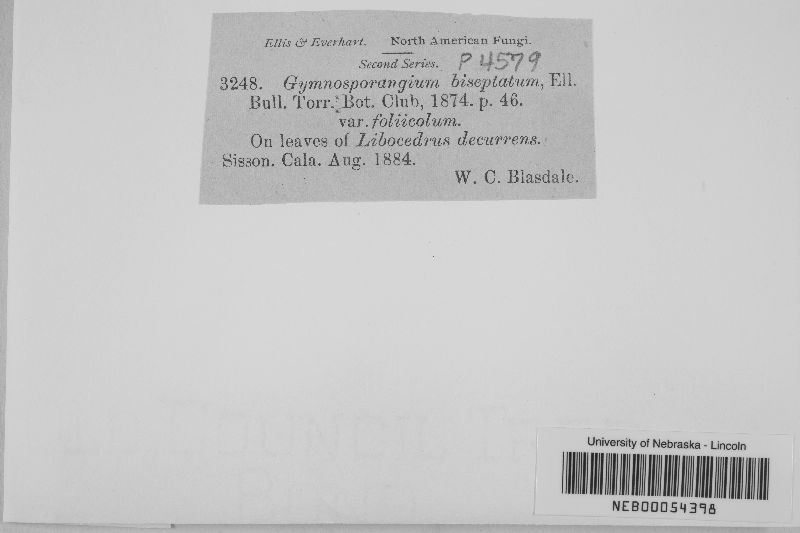 Ellis & Everhart. North American Fungi.
Second Series. P 4579
3248. Gymnosporangium biseptatum, Ell.
Bull. Torr. Bot. Club, 1874. p. 46.
var. foliicolum.
On leaves of Libocedrus decurrens.
Sisson. Cala. Aug. 1884.
W. C. Blasdale.
University of Nebraska - Lincoln
NEB00054398